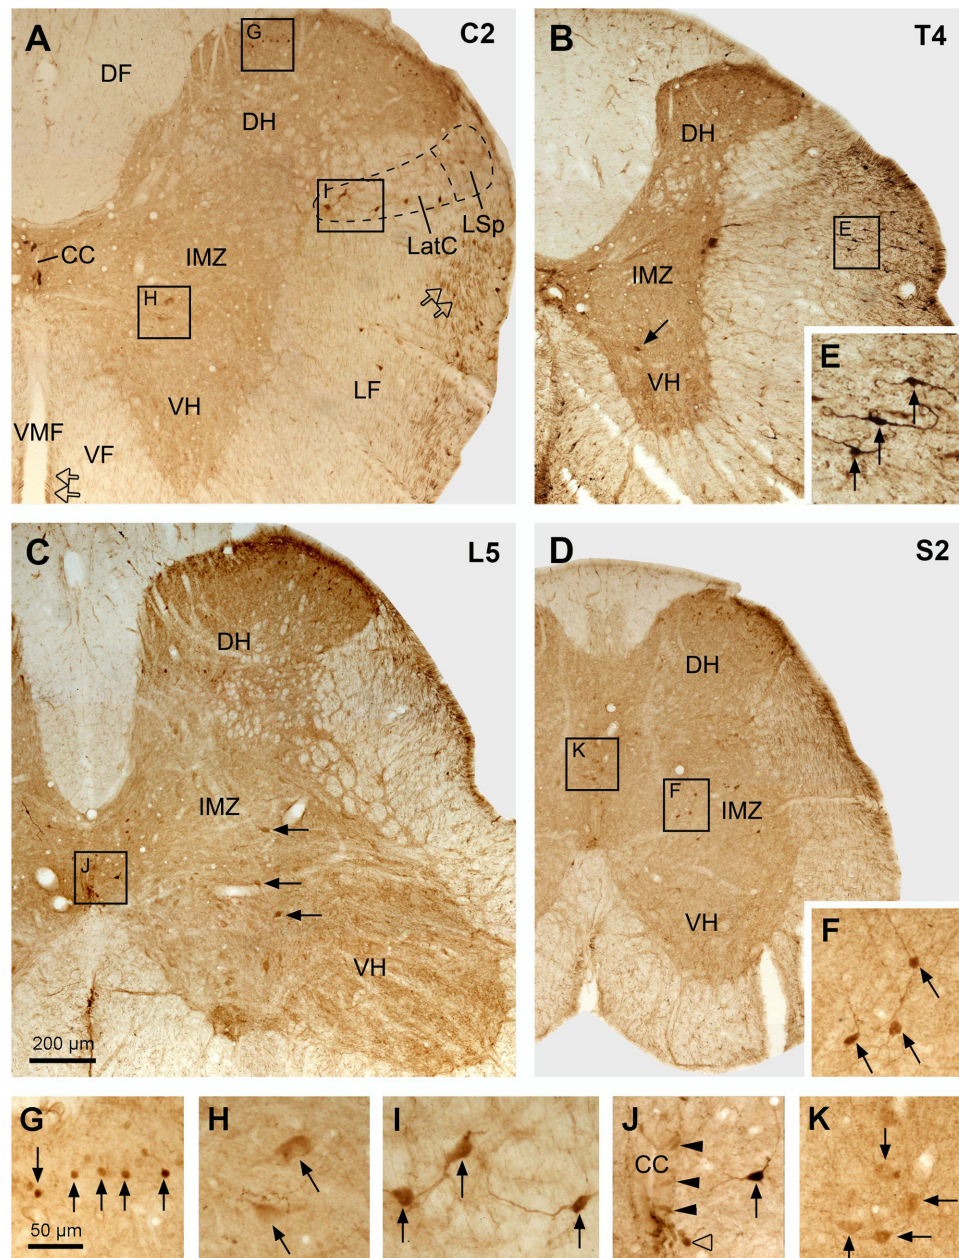 A
C2
G
DF
DH
I
LSp
LatC
CC
IMZ
H
LF
VH
VMF
VF
B
T4
DH
E
IMZ
VH
E
C
L5
DH
IMZ
J
VH
200 µm
D
S2
DH
K
F
IMZ
VH
F
G
50 µm
H
I
J
CC
K